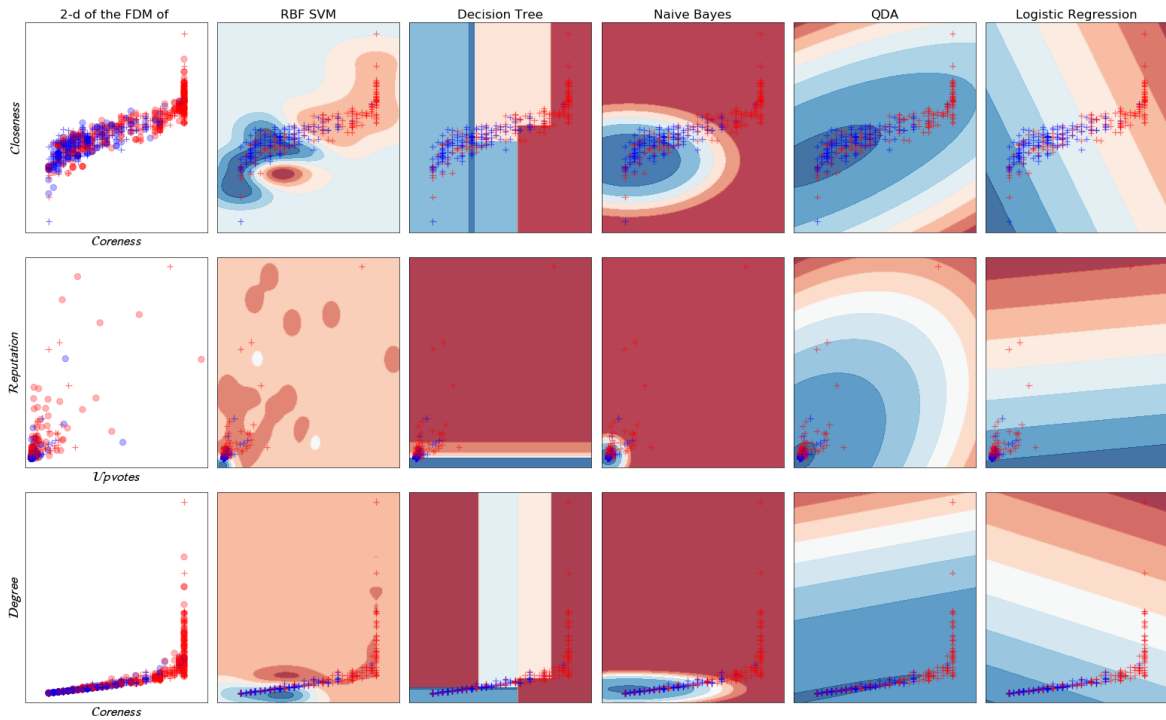 2-d of the FDM of
RBF SVM
Decision Tree
Naive Bayes
QDA
Logistic Regression
Closeness
Coreness
Reputation
Upvotes
Degree
Coreness